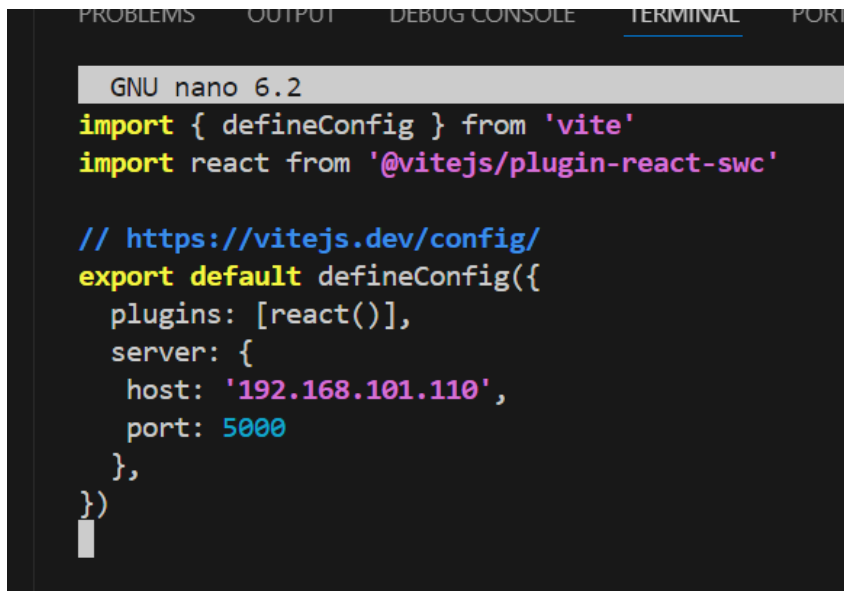 PROBLEMS OUTPUT DEBUG CONSOLE TERMINAL
GNU nano 6.2
import { defineConfig } from 'vite'
import react from '@vitejs/plugin-react-swc'
// https://vitejs.dev/config/
export default defineConfig({
  plugins: [react()],
  server: {
   host: '192.168.101.110',
   port: 5000
  },
})